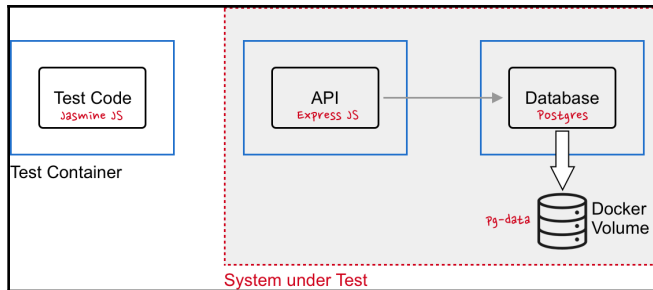 Test Code
Jasmine JS
API
Express JS
Database
Postgres
Test Container
Pg-data
Docker
Volume
System under Test